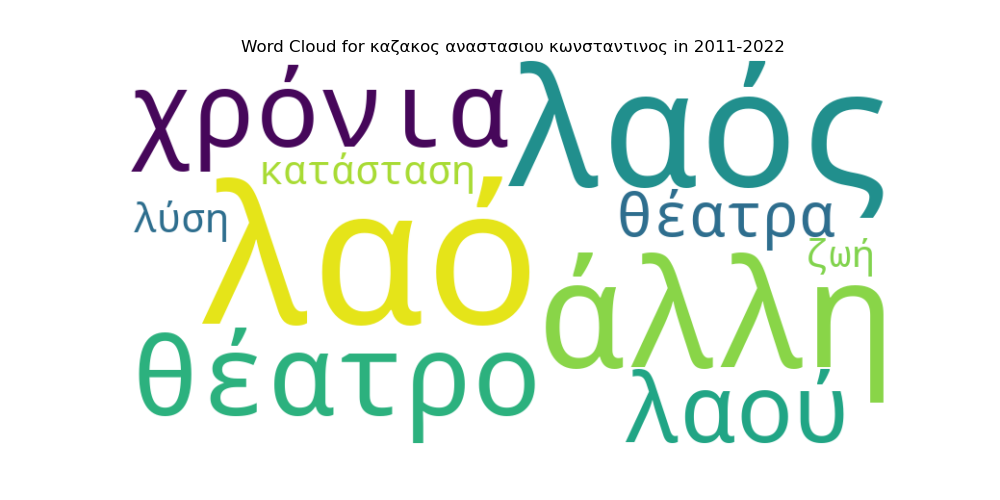 Word Cloud for καζακος αναστασιου κωνσταντινος in 2011-2022
χρόνια λαός
κατάσταση
λύση λαό θέατρα
ζωή
άλλη
θέατρο λαού